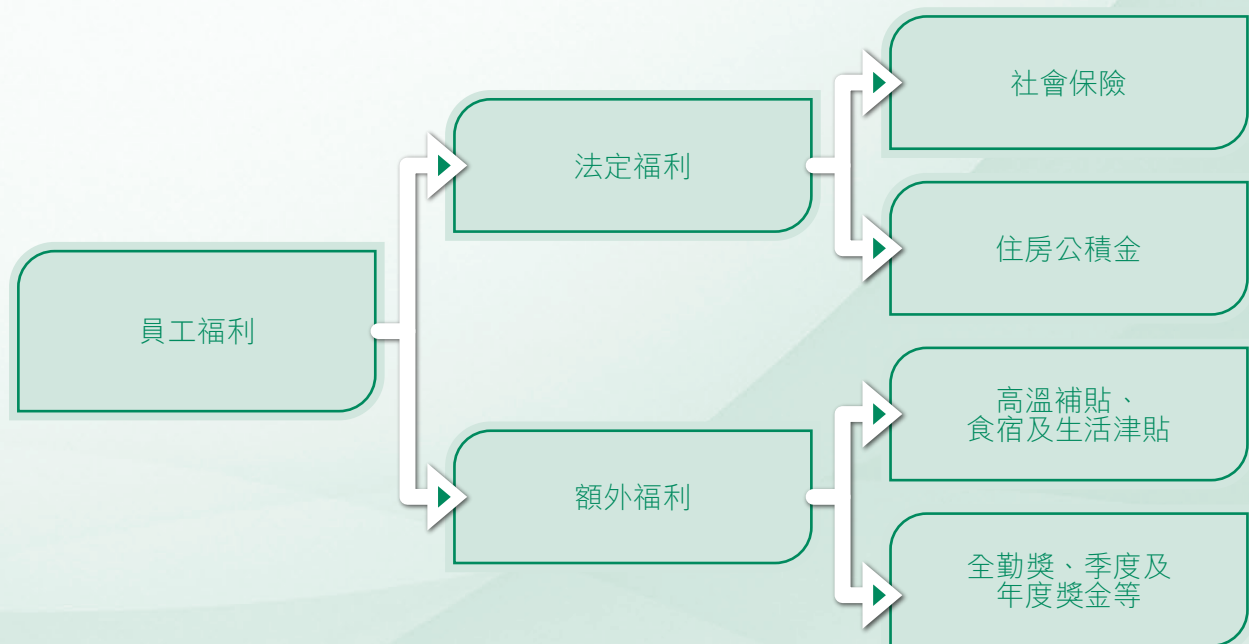 員工福利
法定福利
社會保險
住房公積金
額外福利
高溫補貼、
食宿及生活津貼
全勤獎、季度及
年度獎金等